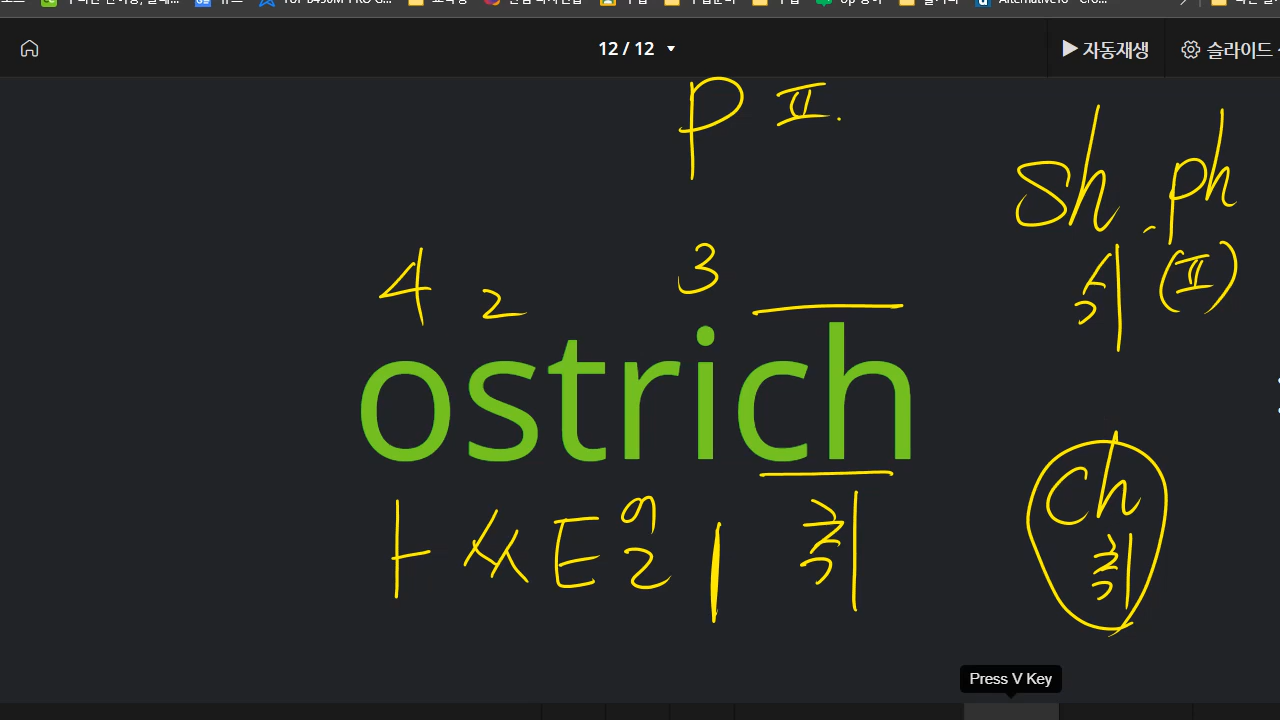 12 / 12
자동재생
슬라이드
P ㅍ.
sh . ph
쉬 (ㅍ)
4 2 3
ostrich
ㅏ ㅆ ㅌ ㄹ ㅣ 취
ch
취
Press V Key